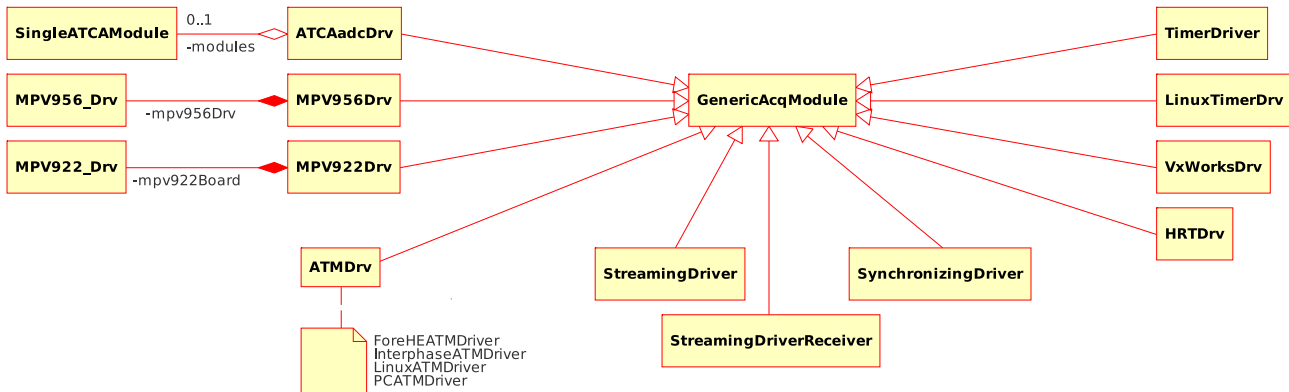 0..1
SingleATCAModule
ATCAadcDrv
TimerDriver
-modules
MPV956_Drv
MPV956Drv
GenericAcqModule
LinuxTimerDrv
-mpv956Drv
MPV922_Drv
MPV922Drv
VxWorksDrv
-mpv922Board
HRTDrv
ATMDrv
StreamingDriver
SynchronizingDriver
StreamingDriverReceiver
ForeHEATMDriver
InterphaseATMDriver
LinuxATMDriver
PCATMDriver